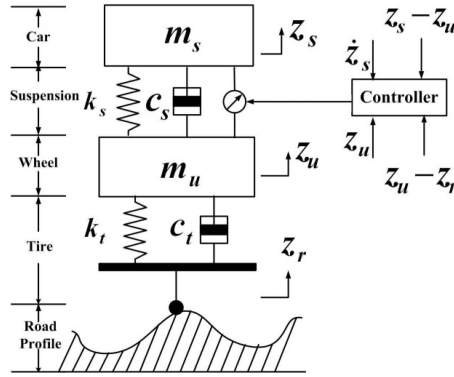 Car
Suspension
Wheel
Tire
Road
Profile
m_s
z_s
k_s
c_s
m_u
z_u
k_t
c_t
z_r
z_s − z_u
ż_s
Controller
z_u
z_u − z_r